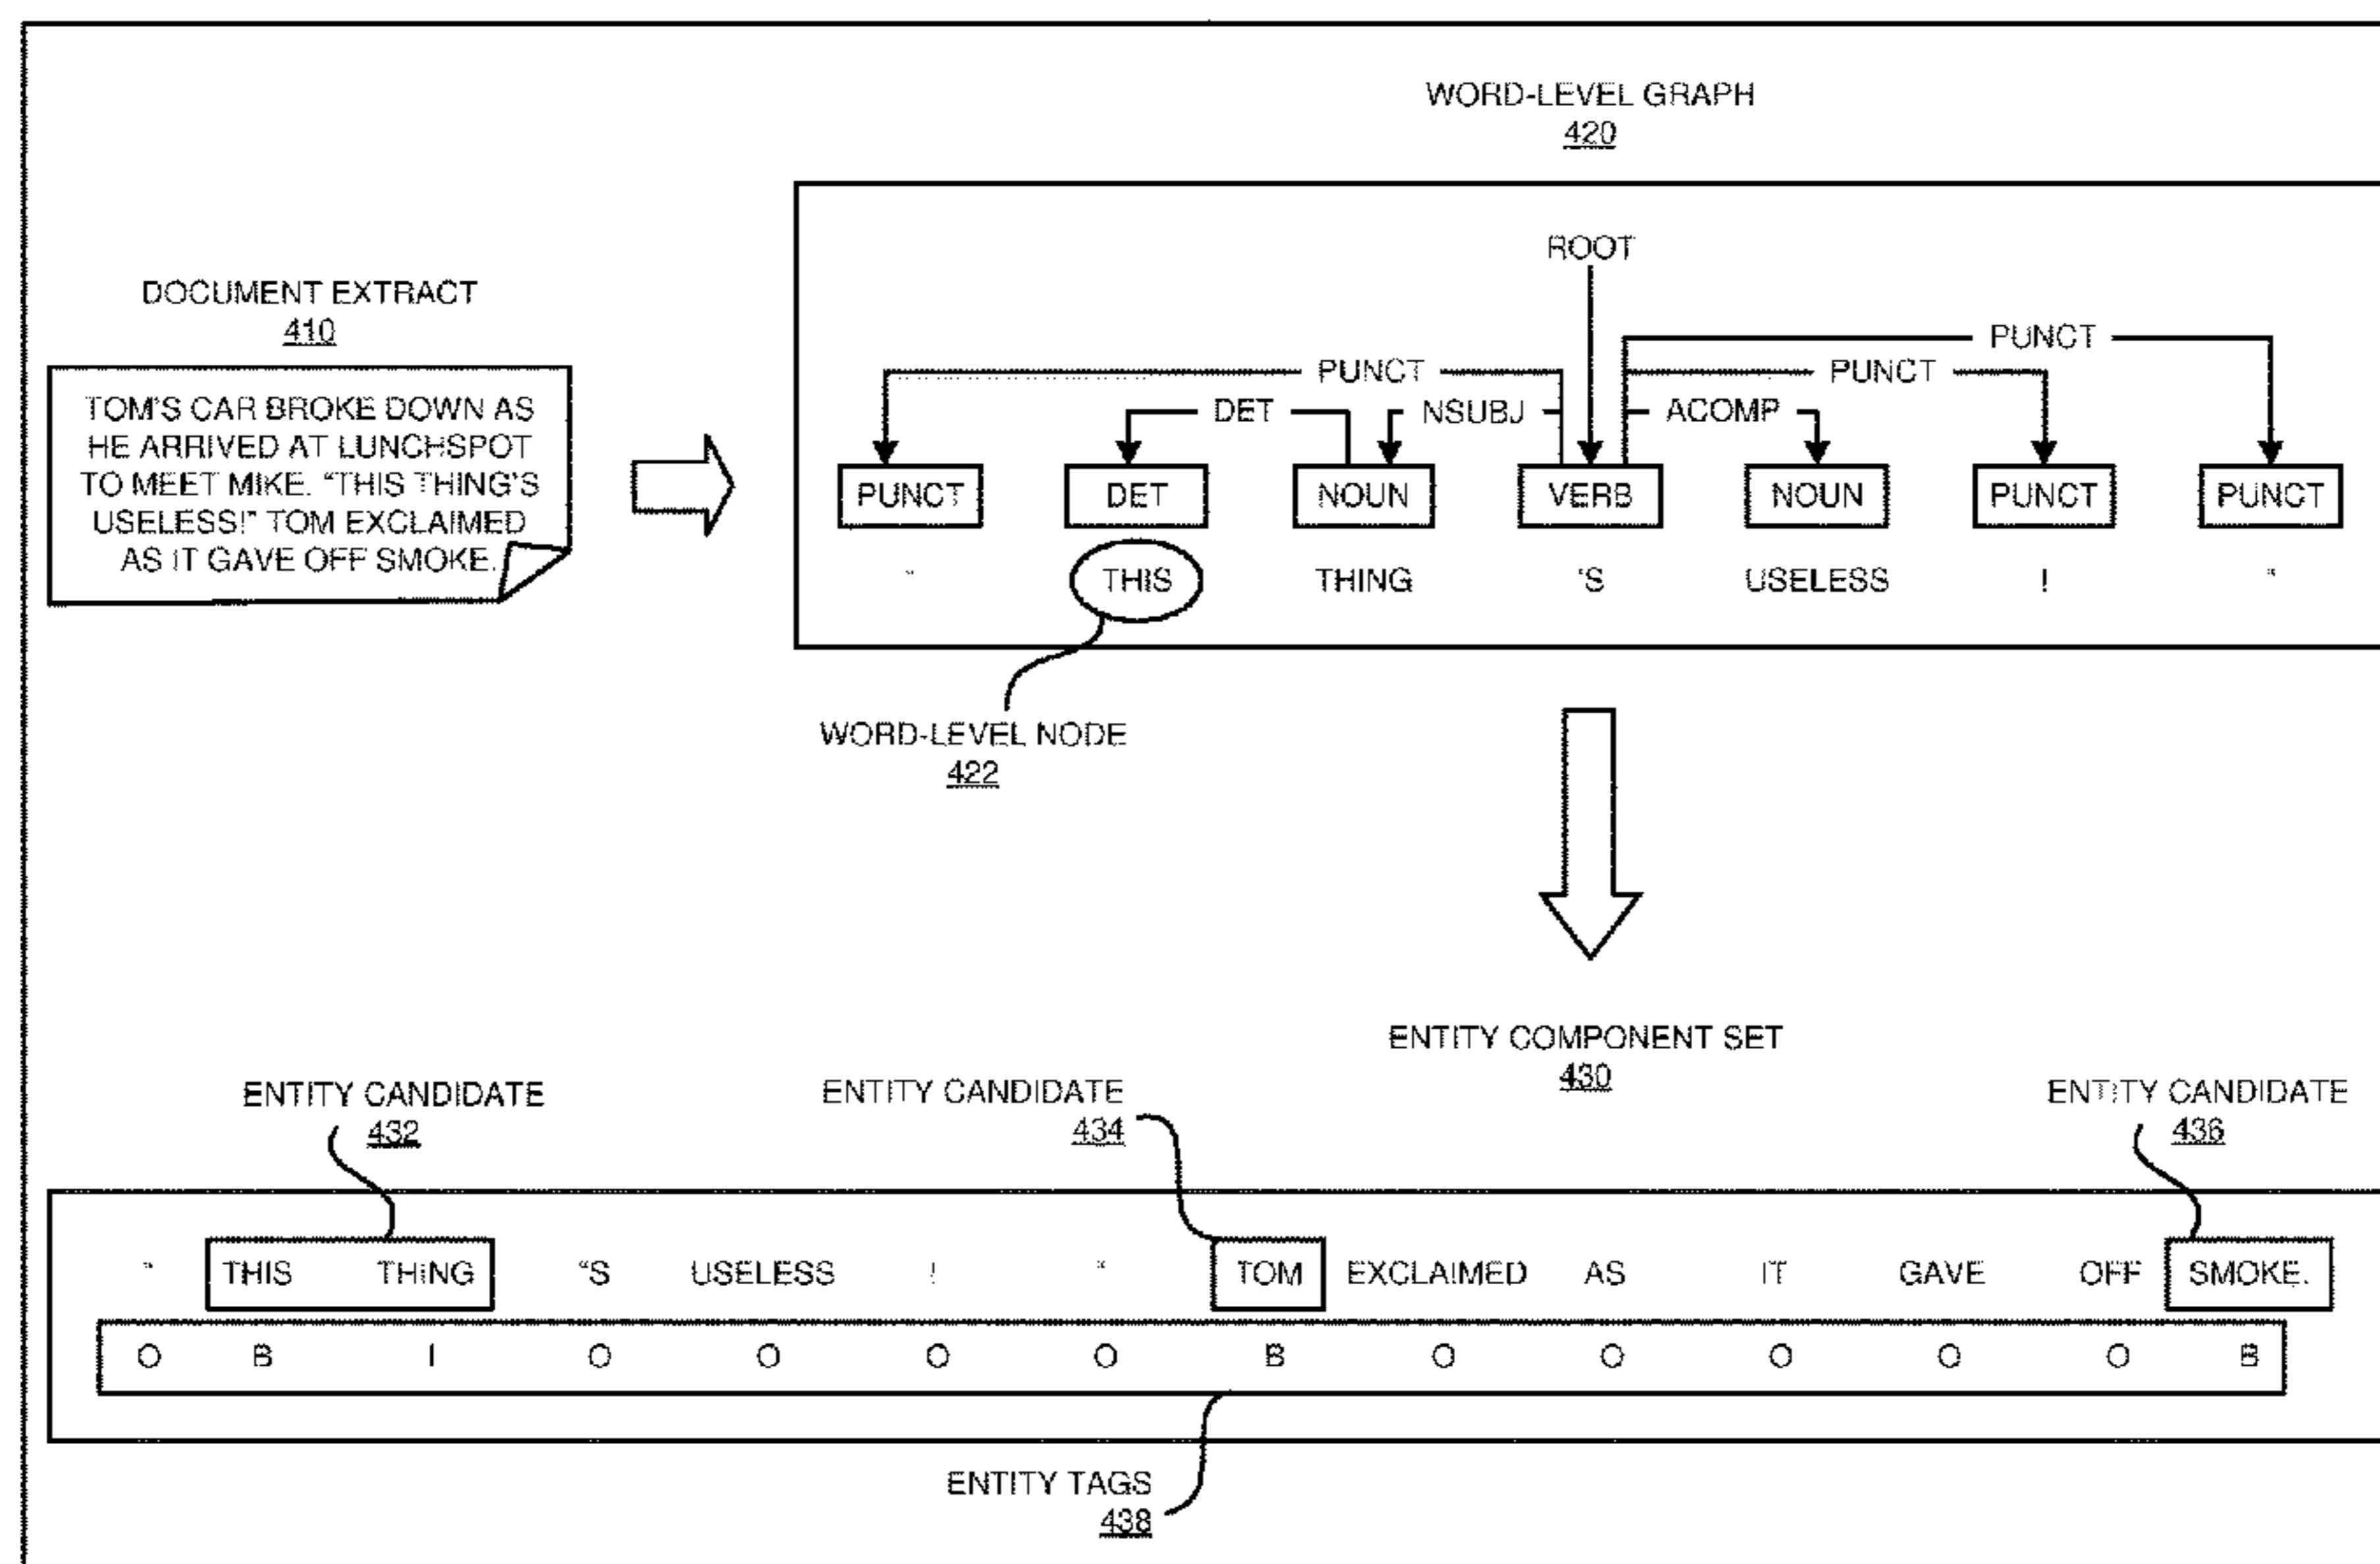 WORD-LEVEL GRAPH
420
DOCUMENT EXTRACT
410
TOM'S CAR BROKE DOWN AS
HE ARRIVED AT LUNCHSPOT
TO MEET MIKE. “THIS THING'S
USELESS!” TOM EXCLAIMED
AS IT GAVE OFF SMOKE.
ROOT
PUNCT
PUNCT PUNCT
DET NSUBJ ACOMP
PUNCT DET NOUN VERB NOUN PUNCT PUNCT
“ THIS THING 'S USELESS ! “
WORD-LEVEL NODE
422
ENTITY COMPONENT SET
430
ENTITY CANDIDATE
432
ENTITY CANDIDATE
434
ENTITY CANDIDATE
436
“ THIS THING “S USELESS ! “ TOM EXCLAIMED AS IT GAVE OFF SMOKE.
O B I O O O O B O O O O O B
ENTITY TAGS
438